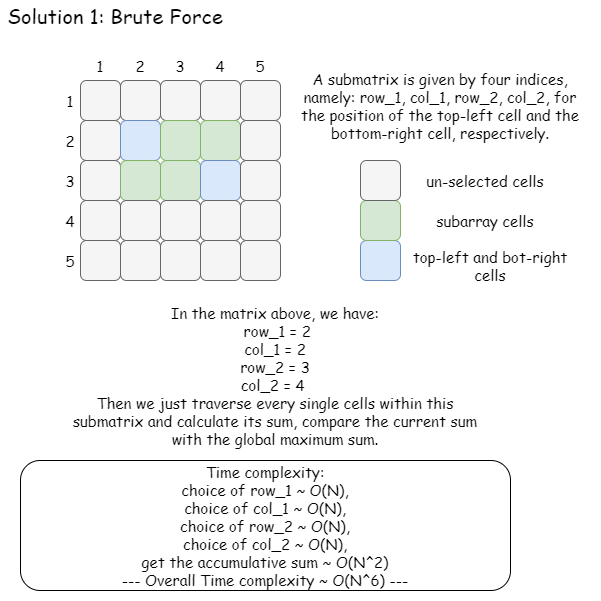 Solution 1: Brute Force
1 2 3 4 5
1
2
3
4
5
A submatrix is given by four indices,
namely: row_1, col_1, row_2, col_2, for
the position of the top-left cell and the
bottom-right cell, respectively.
un-selected cells
subarray cells
top-left and bot-right
cells
In the matrix above, we have:
row_1 = 2
col_1 = 2
row_2 = 3
col_2 = 4
Then we just traverse every single cells within this
submatrix and calculate its sum, compare the current sum
with the global maximum sum.
Time complexity:
choice of row_1 ~ O(N),
choice of col_1 ~ O(N),
choice of row_2 ~ O(N),
choice of col_2 ~ O(N),
get the accumulative sum ~ O(N^2)
--- Overall Time complexity ~ O(N^6) ---